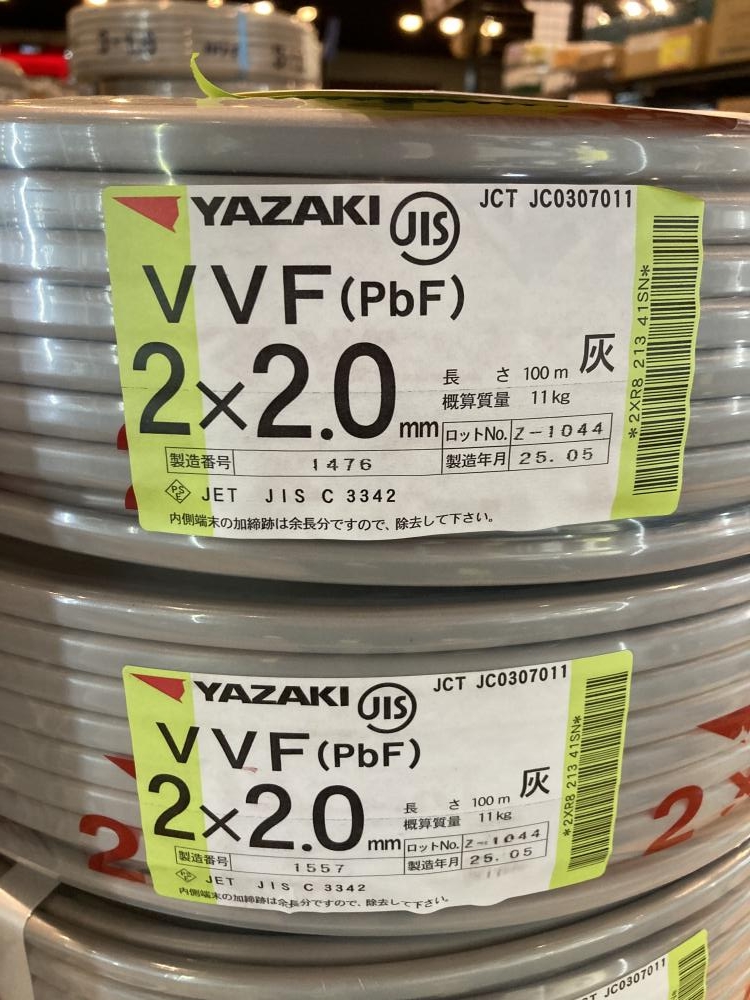 YAZAKI JIS JCT JC0307011
VVF(PbF)
2×2.0mm
灰
長 さ 100m
概算質量 11kg
ロットNo. Z-1044
製造番号 1476
製造年月 25.05
PSE JET JIS C 3342
内側端末の加締跡は余長分ですので、除去して下さい。
*2XR8 213 41SN*
YAZAKI JIS JCT JC0307011
VVF(PbF)
2×2.0mm
灰
長 さ 100m
概算質量 11kg
ロットNo. Z-1044
製造番号 1557
製造年月 25.05
JET JIS C 3342
内側端末の加締跡は余長分ですので、除去して下さい。
*2XR8 213 41SN*
2
2×
JCT JC0307011